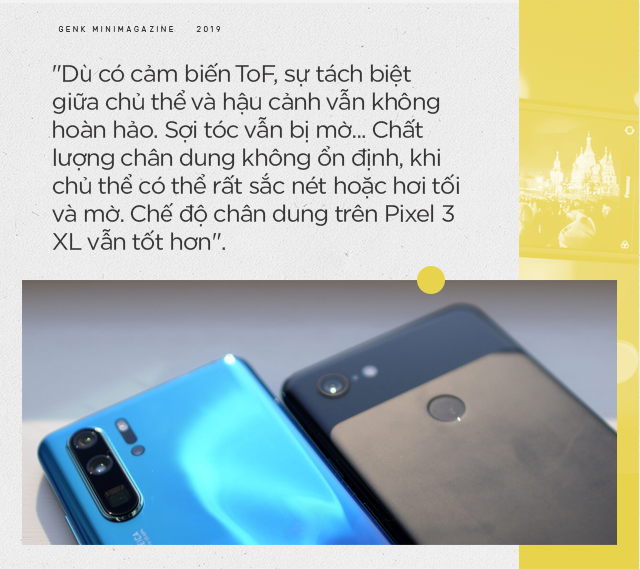 GENK MINIMAGAZINE 2019
"Dù có cảm biến ToF, sự tách biệt
giữa chủ thể và hậu cảnh vẫn không
hoàn hảo. Sợi tóc vẫn bị mờ... Chất
lượng chân dung không ổn định, khi
chủ thể có thể rất sắc nét hoặc hơi tối
và mờ. Chế độ chân dung trên Pixel 3
XL vẫn tốt hơn".